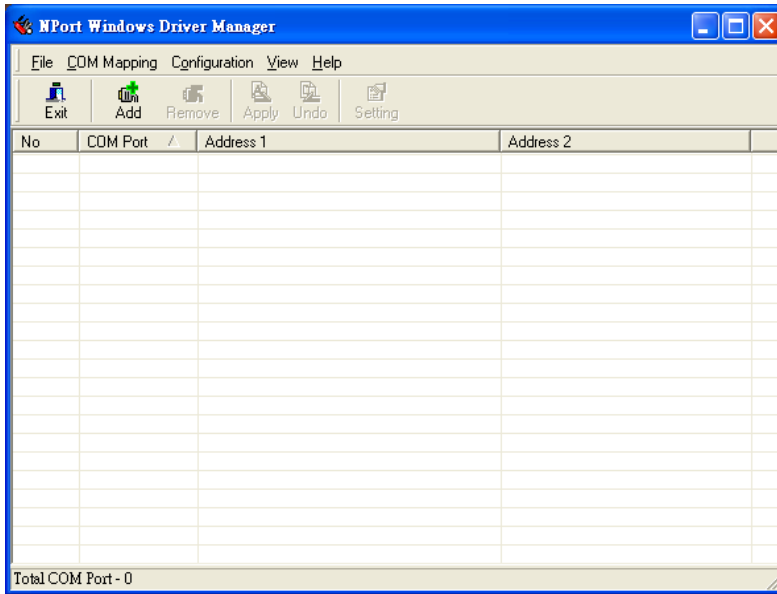 NPort Windows Driver Manager
File COM Mapping Configuration View Help
Exit Add Remove Apply Undo Setting
No COM Port Address 1 Address 2
Total COM Port - 0